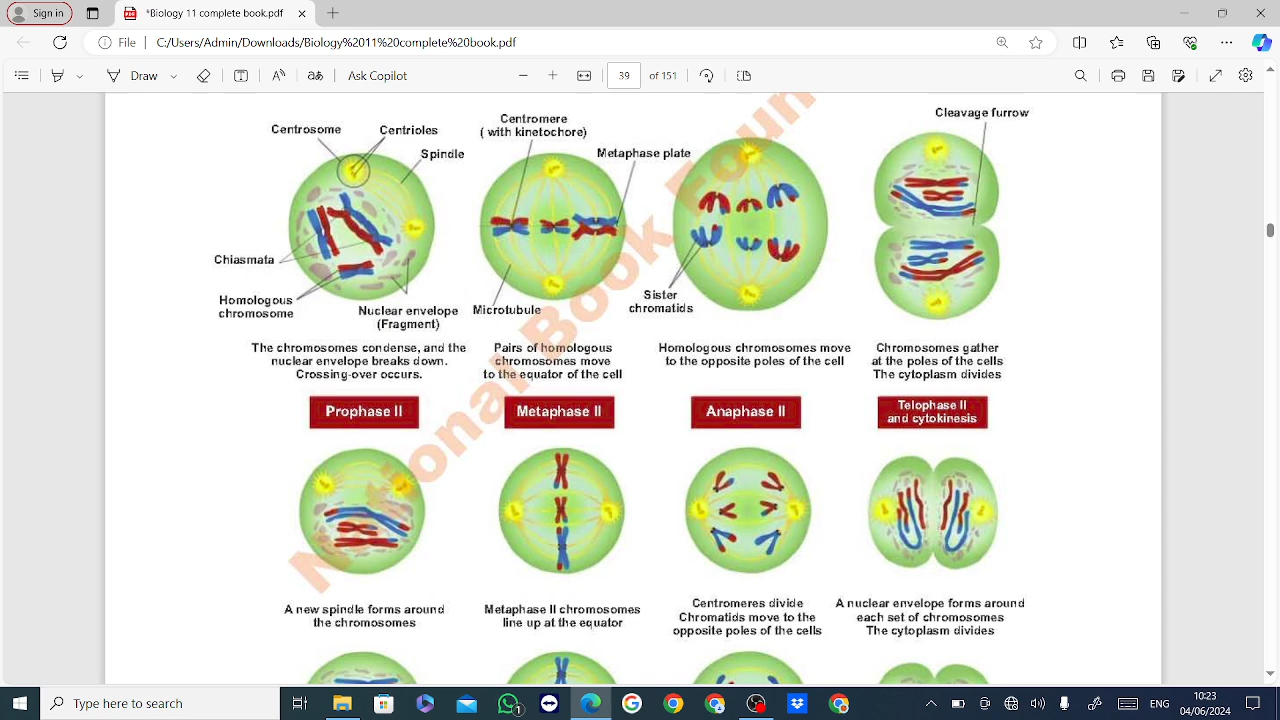 Sign in
*Biology 11 complete book.pdf
File
C:/Users/Admin/Downloads/Biology%2011%20complete%20book.pdf
Draw
Ask Copilot
39
of 151
Cleavage furrow
Centromere
( with kinetochore)
Centrosome
Centrioles
Spindle
Metaphase plate
Chiasmata
Homologous
chromosome
Nuclear envelope
(Fragment)
Microtubule
Sister
chromatids
The chromosomes condense, and the
nuclear envelope breaks down.
Crossing-over occurs.
Pairs of homologous
chromosomes move
to the equator of the cell
Homologous chromosomes move
to the opposite poles of the cell
Chromosomes gather
at the poles of the cells
The cytoplasm divides
Prophase II
Metaphase II
Anaphase II
Telophase II
and cytokinesis
A new spindle forms around
the chromosomes
Metaphase II chromosomes
line up at the equator
Centromeres divide
Chromatids move to the
opposite poles of the cells
A nuclear envelope forms around
each set of chromosomes
The cytoplasm divides
Type here to search
ENG
10:23
04/06/2024